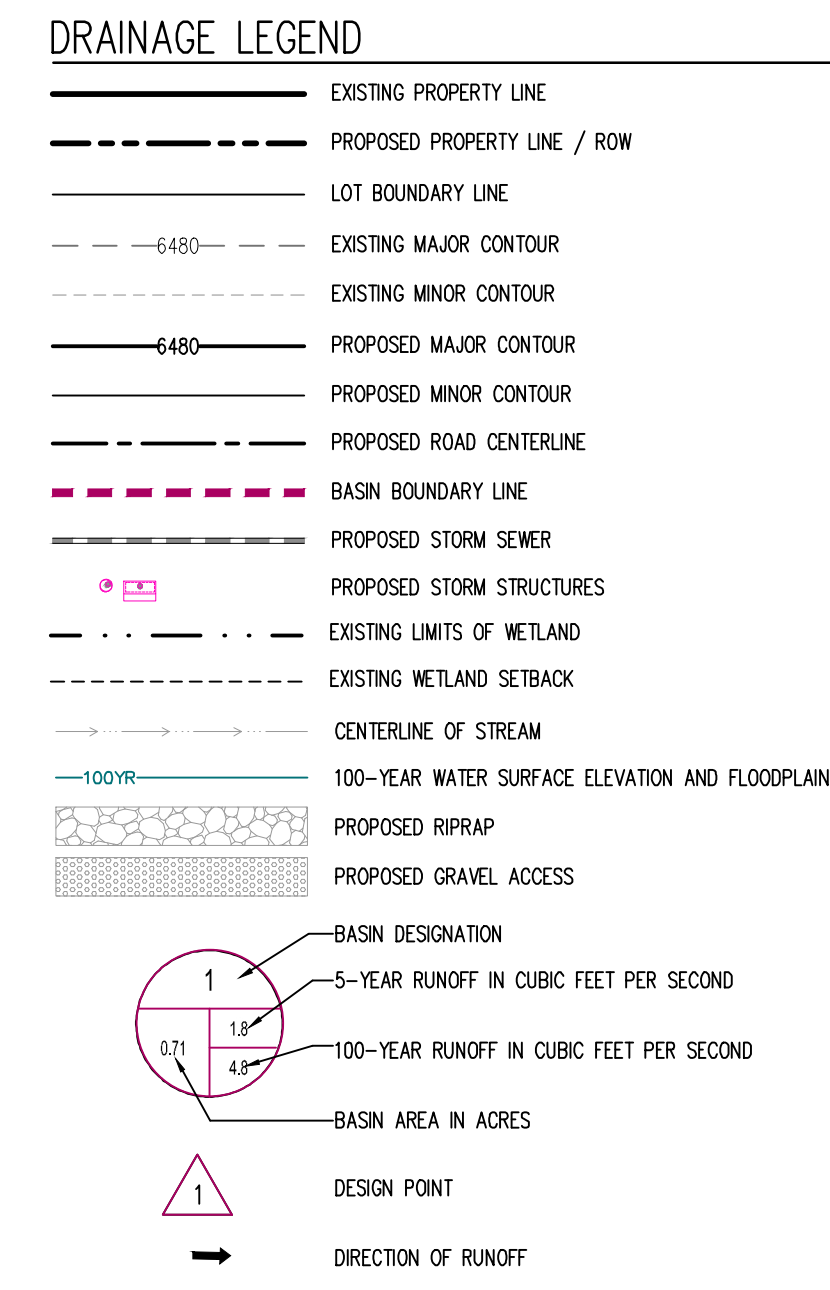 DRAINAGE LEGEND
EXISTING PROPERTY LINE
PROPOSED PROPERTY LINE / ROW
LOT BOUNDARY LINE
6480 EXISTING MAJOR CONTOUR
EXISTING MINOR CONTOUR
6480 PROPOSED MAJOR CONTOUR
PROPOSED MINOR CONTOUR
PROPOSED ROAD CENTERLINE
BASIN BOUNDARY LINE
PROPOSED STORM SEWER
PROPOSED STORM STRUCTURES
EXISTING LIMITS OF WETLAND
EXISTING WETLAND SETBACK
CENTERLINE OF STREAM
100YR 100-YEAR WATER SURFACE ELEVATION AND FLOODPLAIN
PROPOSED RIPRAP
PROPOSED GRAVEL ACCESS
BASIN DESIGNATION
1
5-YEAR RUNOFF IN CUBIC FEET PER SECOND
1.8
0.71
100-YEAR RUNOFF IN CUBIC FEET PER SECOND
4.8
BASIN AREA IN ACRES
1 DESIGN POINT
DIRECTION OF RUNOFF